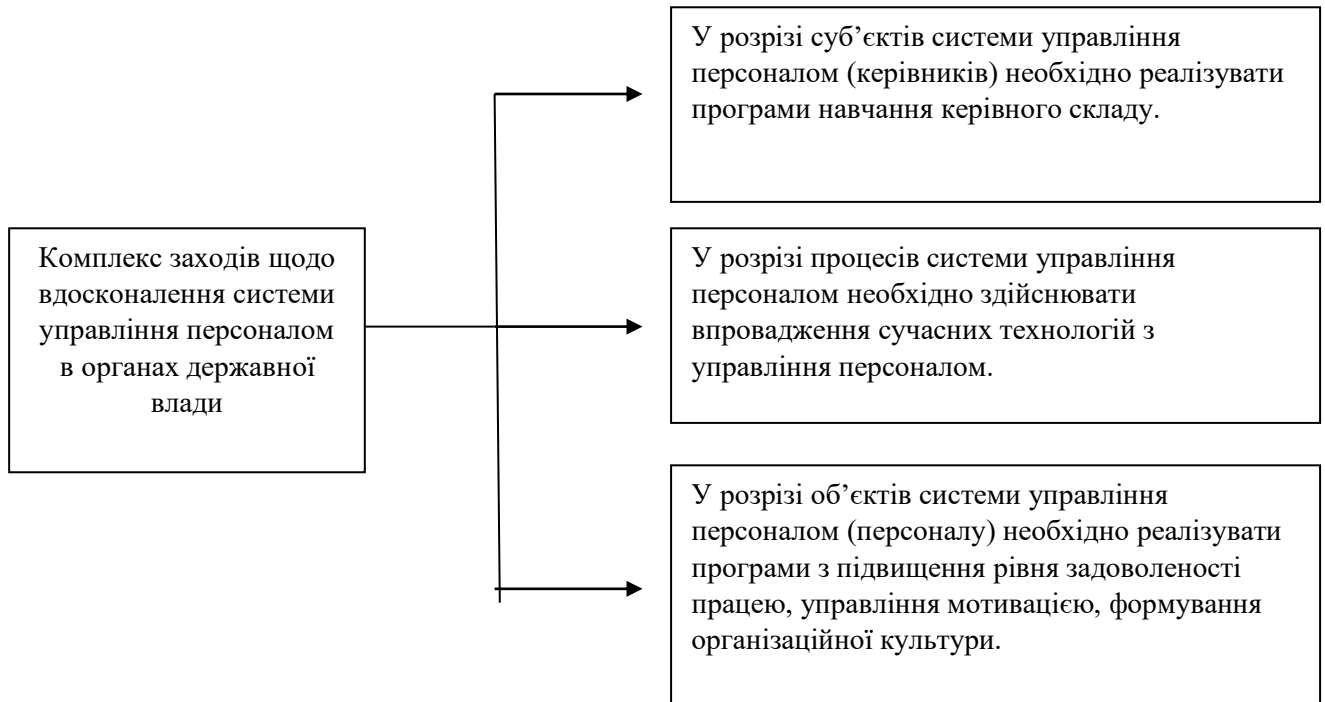 У розрізі суб’єктів системи управління
персоналом (керівників) необхідно реалізувати
програми навчання керівного складу.
Комплекс заходів щодо
вдосконалення системи
управління персоналом
в органах державної
влади
У розрізі процесів системи управління
персоналом необхідно здійснювати
впровадження сучасних технологій з
управління персоналом.
У розрізі об’єктів системи управління
персоналом (персоналу) необхідно реалізувати
програми з підвищення рівня задоволеності
працею, управління мотивацією, формування
організаційної культури.